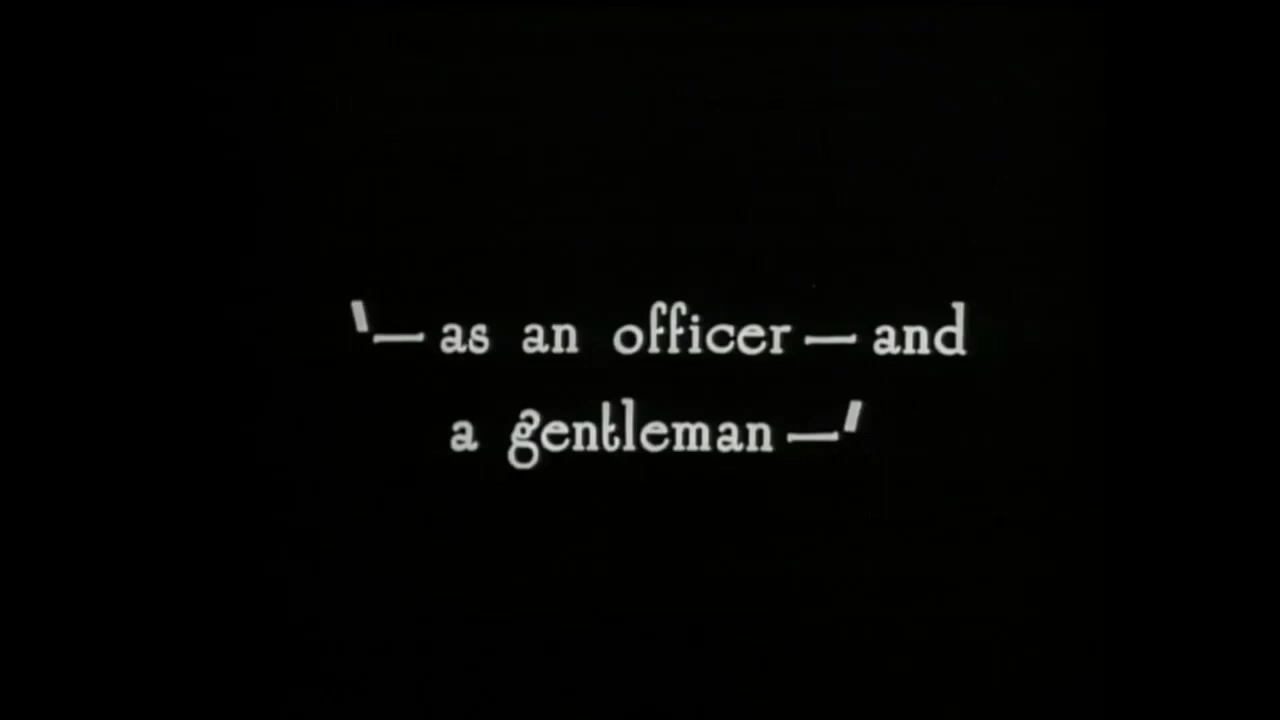 '— as an officer — and
a gentleman —'